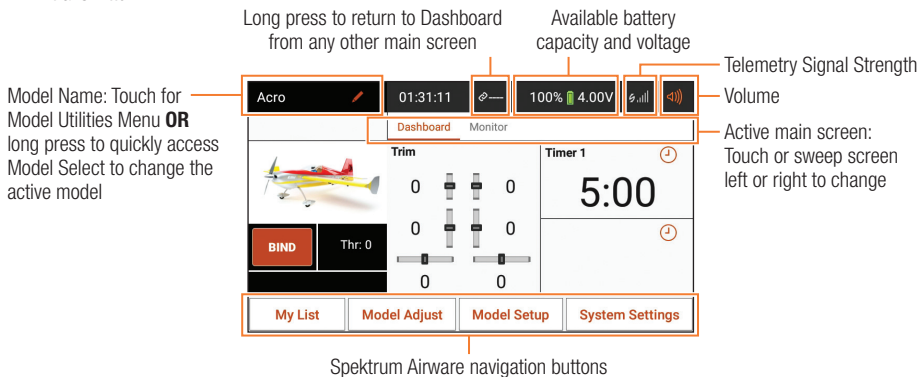 Long press to return to Dashboard
from any other main screen
Available battery
capacity and voltage
Telemetry Signal Strength
Volume
Model Name: Touch for
Model Utilities Menu OR
long press to quickly access
Model Select to change the
active model
Active main screen:
Touch or sweep screen
left or right to change
Acro
01:31:11
----
100% 4.00V
Dashboard Monitor
Trim
0 0
0 0
0 0
Timer 1
5:00
BIND
Thr: 0
My List
Model Adjust
Model Setup
System Settings
Spektrum Airware navigation buttons